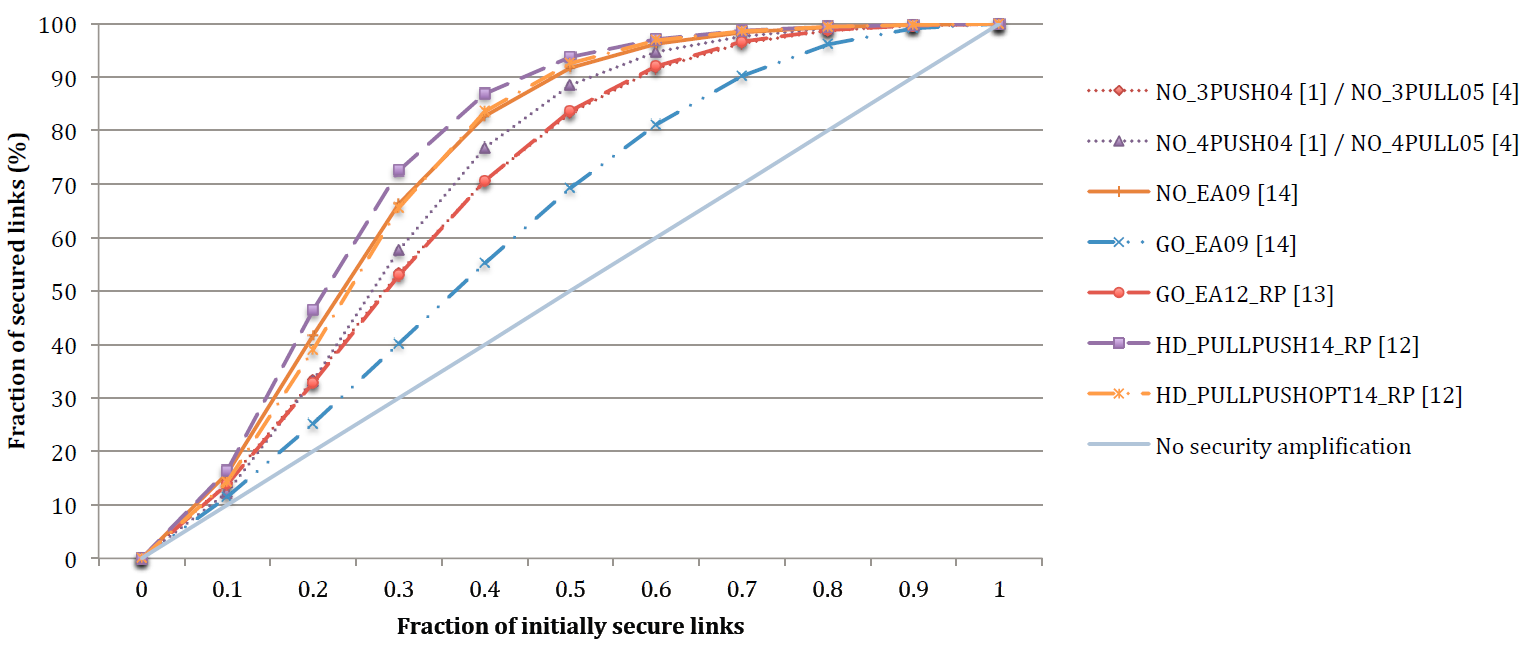 Fraction of secured links (%)
100
90
80
70
60
50
40
30
20
10
0
0 0.1 0.2 0.3 0.4 0.5 0.6 0.7 0.8 0.9 1
Fraction of initially secure links
NO_3PUSH04 [1] / NO_3PULL05 [4]
NO_4PUSH04 [1] / NO_4PULL05 [4]
NO_EA09 [14]
GO_EA09 [14]
GO_EA12_RP [13]
HD_PULLPUSH14_RP [12]
HD_PULLPUSHOPT14_RP [12]
No security amplification